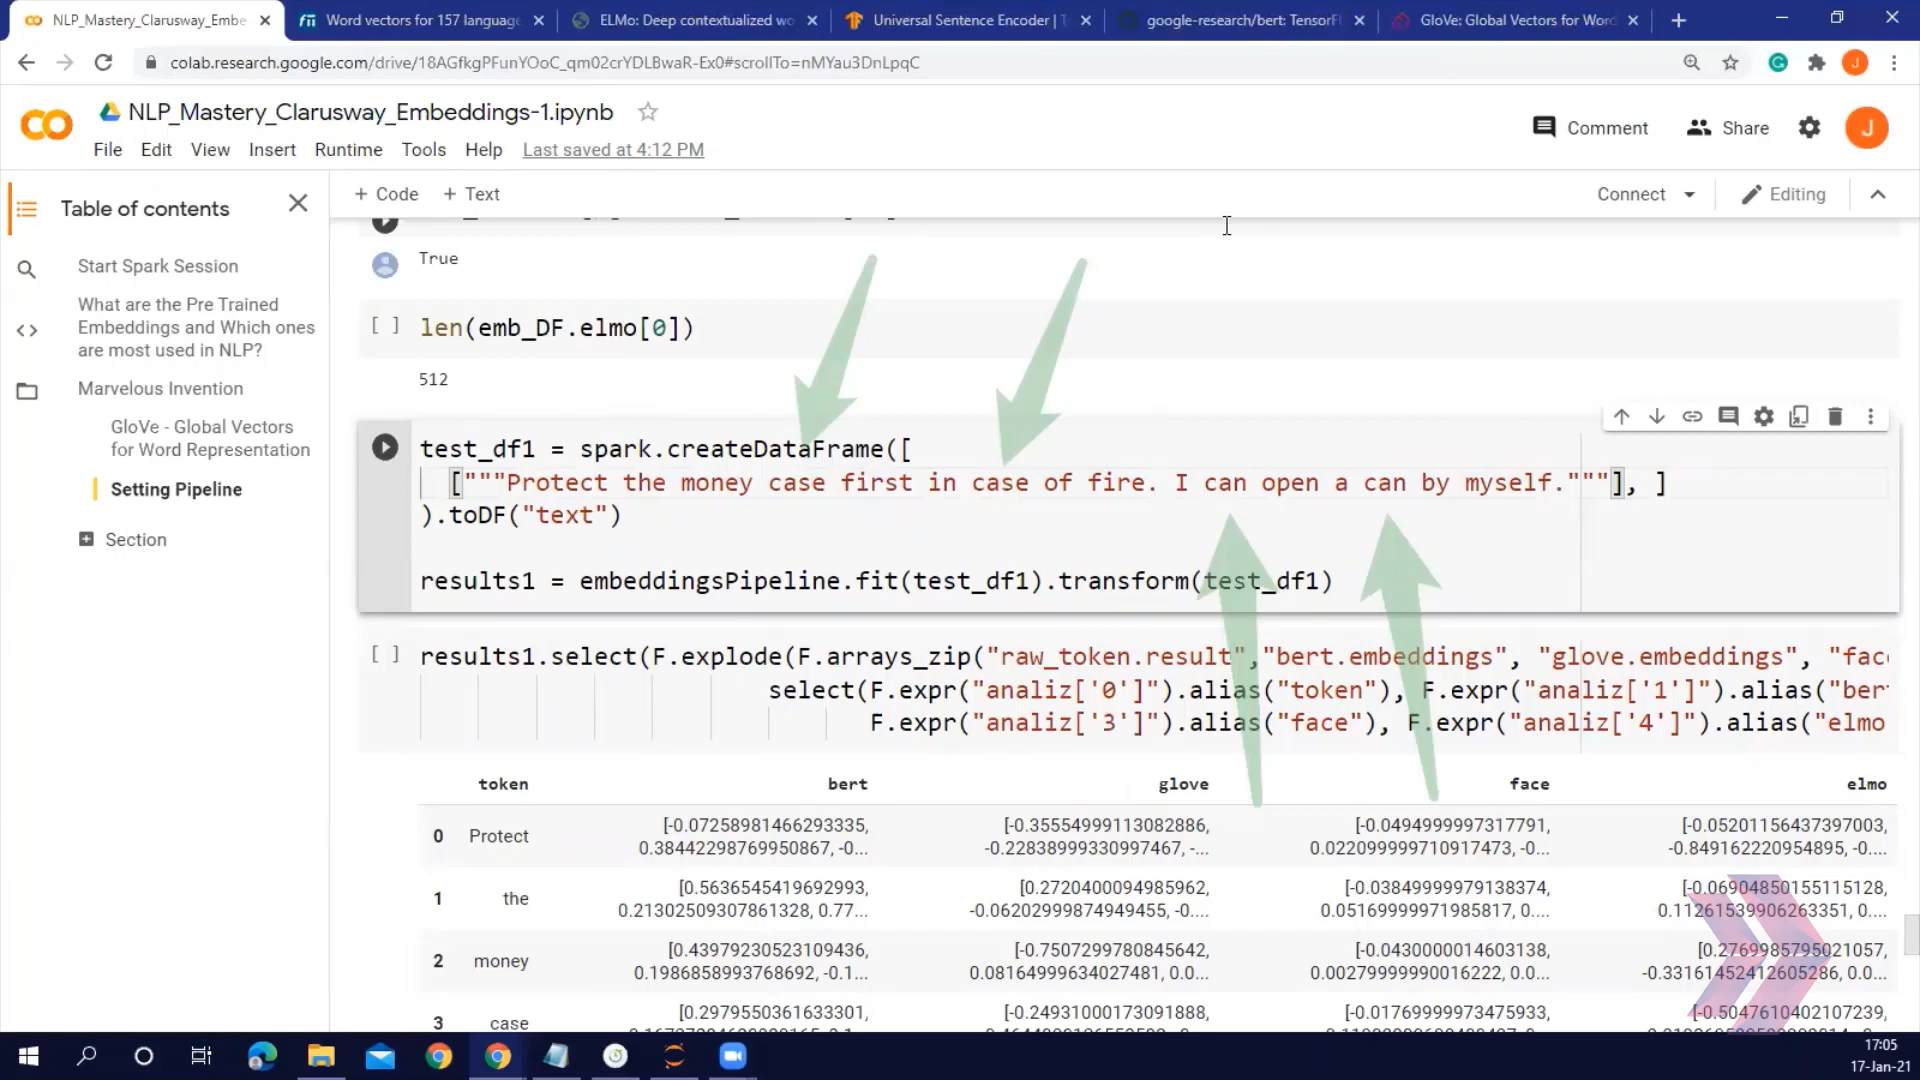 NLP_Mastery_Clarusway_Embe
Word vectors for 157 language
ELMo: Deep contextualized wo
Universal Sentence Encoder | T
google-research/bert: TensorFl
GloVe: Global Vectors for Word
colab.research.google.com/drive/18AGfkgPFunYOoC_qm02crYDLBwaR-Ex0#scrollTo=nMYau3DnLpqC
NLP_Mastery_Clarusway_Embeddings-1.ipynb
Comment Share J
File Edit View Insert Runtime Tools Help Last saved at 4:12 PM
Table of contents
+ Code + Text Connect Editing
Start Spark Session
What are the Pre Trained
Embeddings and Which ones
are most used in NLP?
Marvelous Invention
GloVe - Global Vectors
for Word Representation
Setting Pipeline
Section
True
[ ] len(emb_DF.elmo[0])
512
test_df1 = spark.createDataFrame([
["""Protect the money case first in case of fire. I can open a can by myself."""], ]
).toDF("text")
results1 = embeddingsPipeline.fit(test_df1).transform(test_df1)
[ ] results1.select(F.explode(F.arrays_zip("raw_token.result","bert.embeddings", "glove.embeddings", "face
select(F.expr("analiz['0']").alias("token"), F.expr("analiz['1']").alias("ber
F.expr("analiz['3']").alias("face"), F.expr("analiz['4']").alias("elmo
token bert glove face elmo
0 Protect [-0.07258981466293335, [-0.35554999113082886, [-0.0494999997317791, [-0.05201156437397003,
0.38442298769950867, -0... -0.22838999330997467, -... 0.022099999710917473, -0... -0.849162220954895, -0....
1 the [0.5636545419692993, [0.2720400094985962, [-0.03849999979138374, [-0.06904850155115128,
0.21302509307861328, 0.77... -0.06202999874949455, -0.... 0.05169999971985817, 0.... 0.11261539906263351, 0....
2 money [0.43979230523109436, [-0.7507299780845642, [-0.0430000014603138, [0.2769985795021057,
0.1986858993768692, -0.1... 0.08164999634027481, 0.0... 0.00279999990016222, 0.0... -0.33161452412605286, 0.0...
3 case [0.2979550361633301, [-0.24931000173091888, [-0.01769999973475933, [-0.5047610402107239,
17:05
17-Jan-21